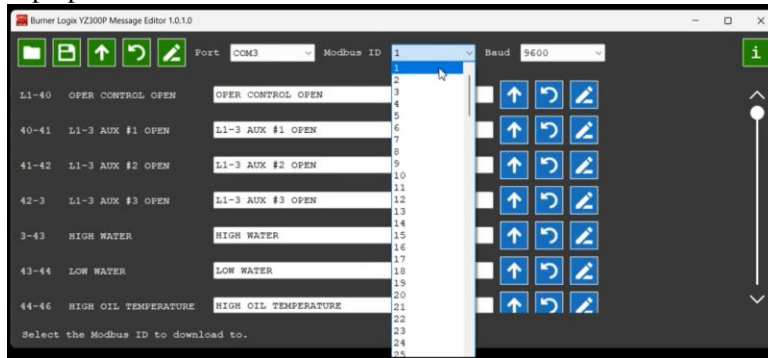 Burner Logix YZ300P Message Editor 1.0.1.0
Port COM3 Modbus ID 1 Baud 9600 i
1
2
3
4
5
6
7
8
9
10
11
12
13
14
15
16
17
18
19
20
21
22
23
24
25
L1-40 OPER CONTROL OPEN OPER CONTROL OPEN
40-41 L1-3 AUX #1 OPEN L1-3 AUX #1 OPEN
41-42 L1-3 AUX #2 OPEN L1-3 AUX #2 OPEN
42-3 L1-3 AUX #3 OPEN L1-3 AUX #3 OPEN
3-43 HIGH WATER HIGH WATER
43-44 LOW WATER LOW WATER
44-46 HIGH OIL TEMPERATURE HIGH OIL TEMPERATURE
Select the Modbus ID to download to.